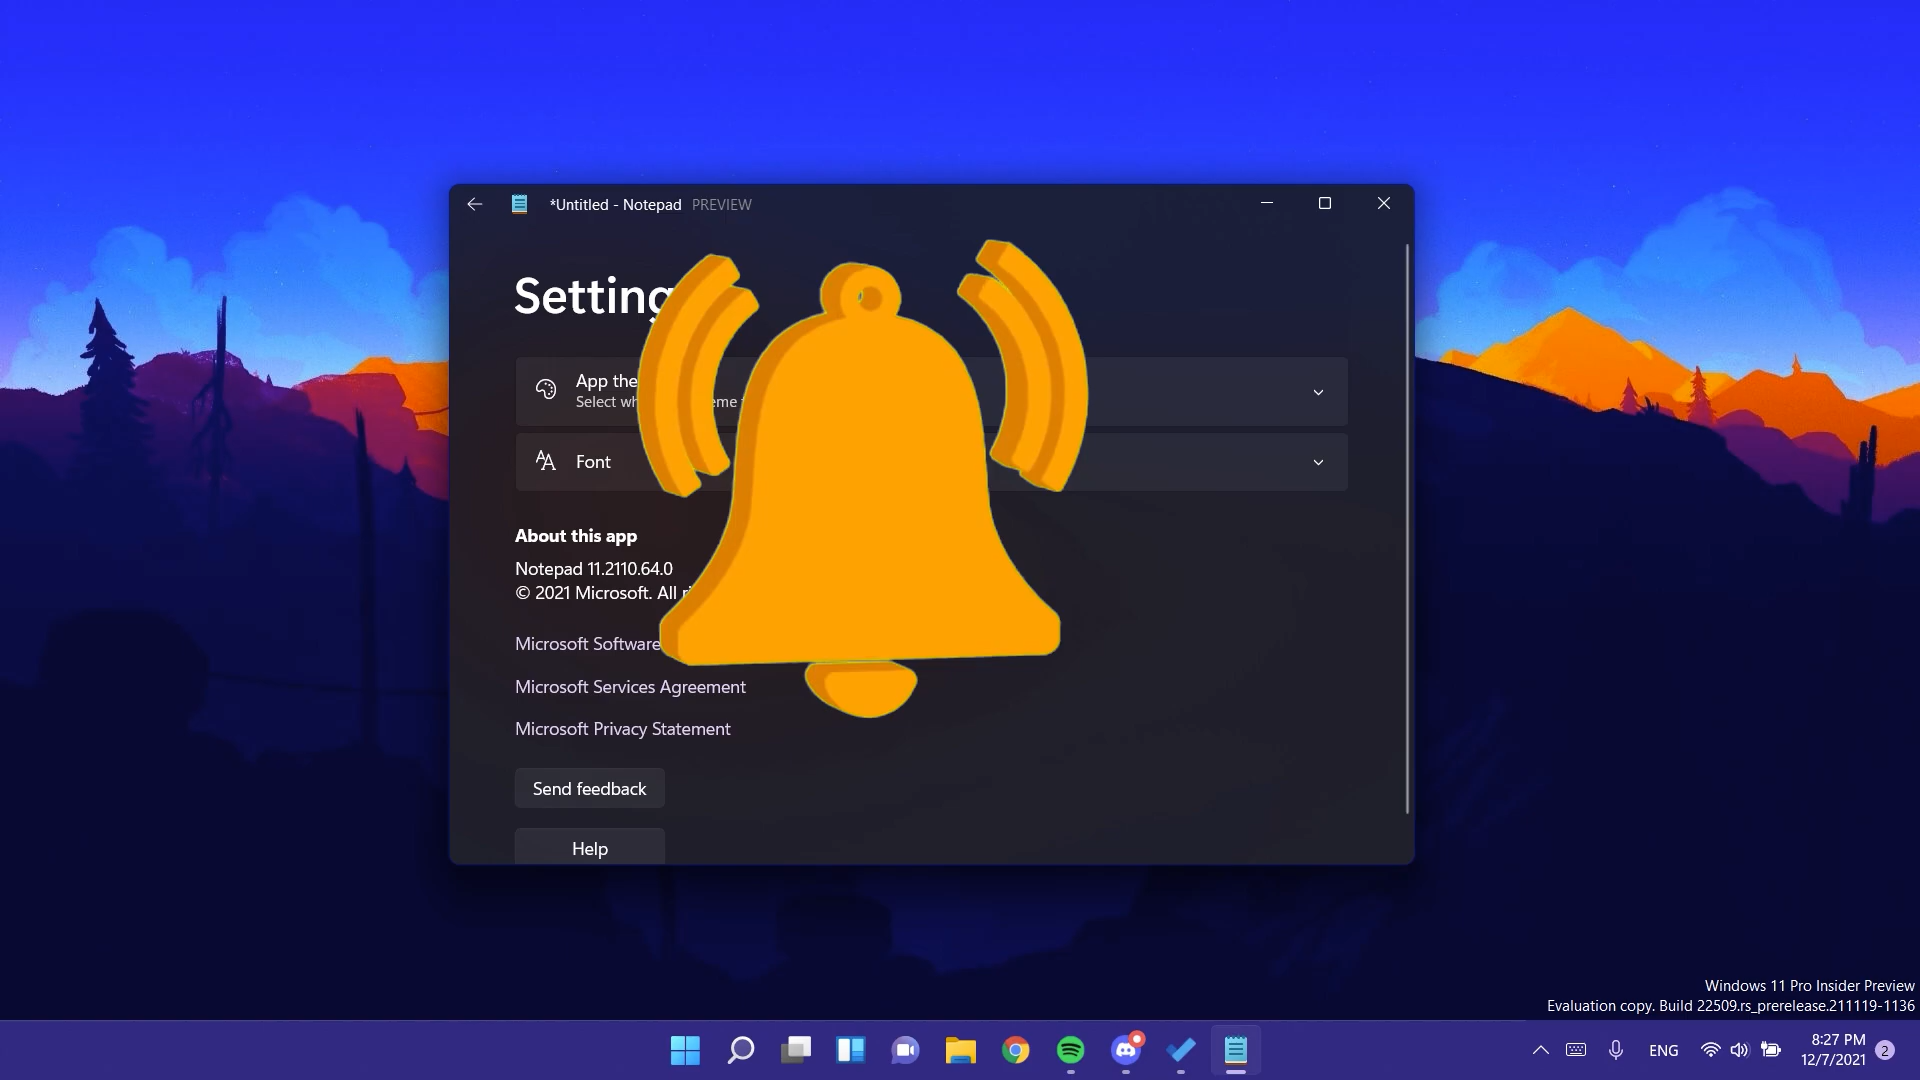 *Untitled - Notepad PREVIEW
Setting
App the
Select wh eme
Font
About this app
Notepad 11.2110.64.0
© 2021 Microsoft. All ri
Microsoft Software
Microsoft Services Agreement
Microsoft Privacy Statement
Send feedback
Help
Windows 11 Pro Insider Preview
Evaluation copy. Build 22509.rs_prerelease.211119-1136
ENG
8:27 PM
12/7/2021
2